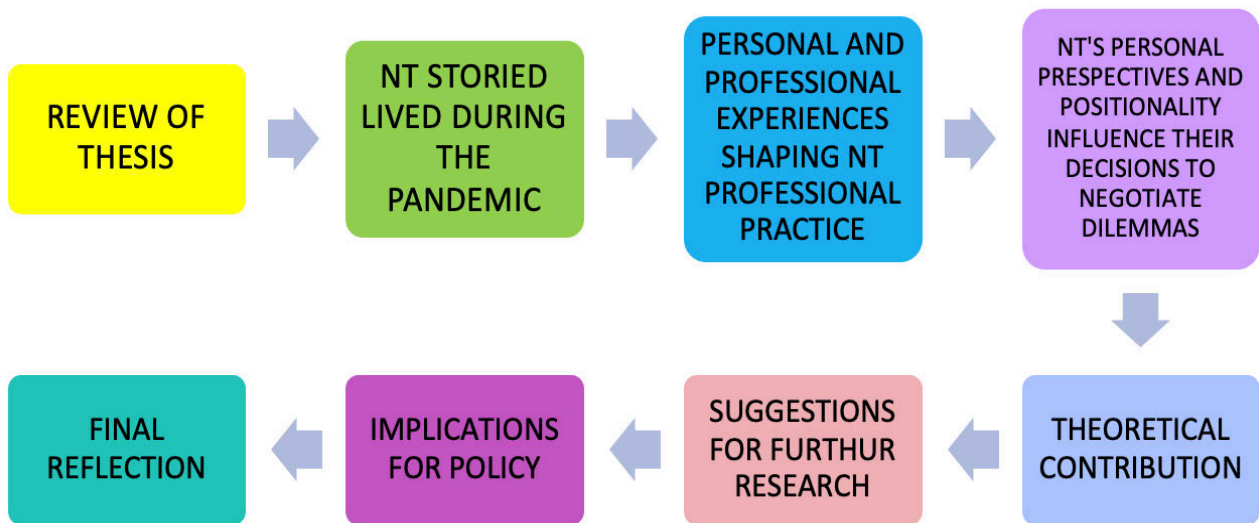 REVIEW OF
THESIS
NT STORIED
LIVED DURING
THE
PANDEMIC
PERSONAL AND
PROFESSIONAL
EXPERIENCES
SHAPING NT
PROFESSIONAL
PRACTICE
NT'S PERSONAL
PRESPECTIVES AND
POSITIONALITY
INFLUENCE THEIR
DECISIONS TO
NEGOTIATE
DILEMMAS
THEORETICAL
CONTRIBUTION
SUGGESTIONS
FOR FURTHUR
RESEARCH
IMPLICATIONS
FOR POLICY
FINAL
REFLECTION